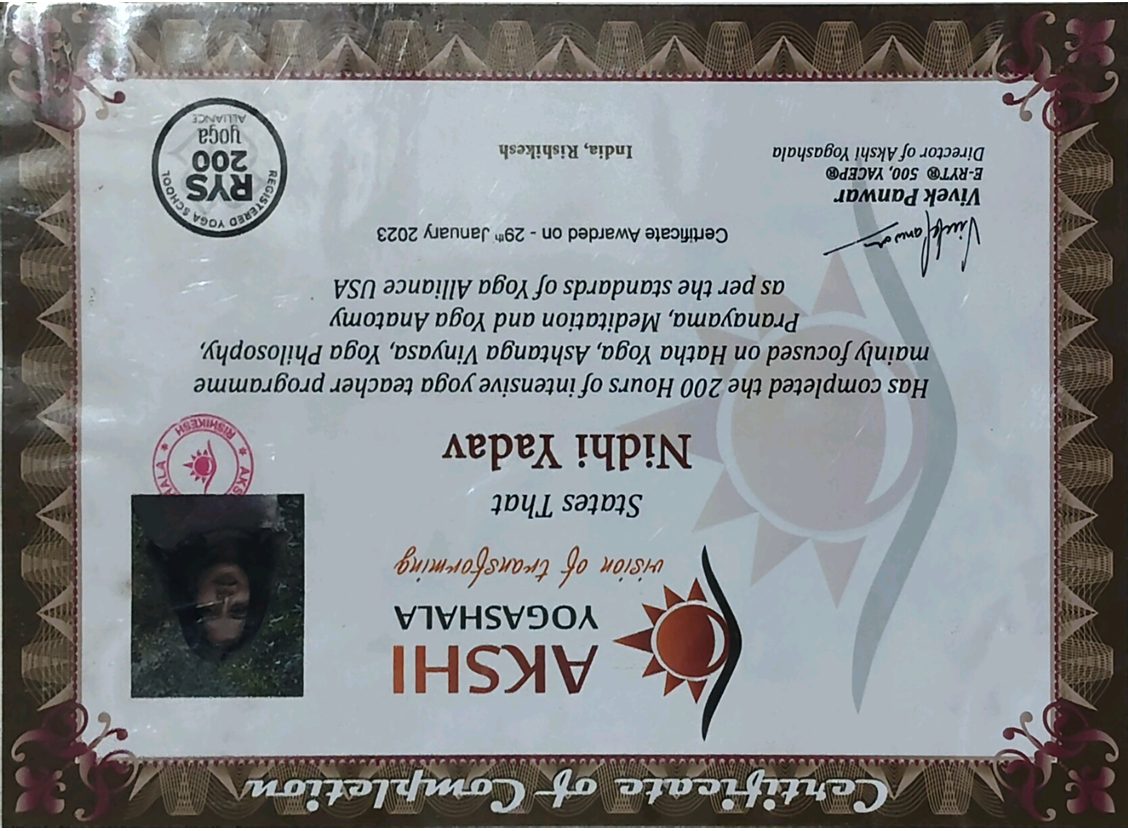 Certificate of Completion
AKSHI
YOGASHALA
vision of transforming
States That
Nidhi Yadav
RISHIKESH
Has completed the 200 Hours of intensive yoga teacher programme
mainly focused on Hatha Yoga, Ashtanga Vinyasa, Yoga Philosophy,
Pranayama, Meditation and Yoga Anatomy
as per the standards of Yoga Alliance USA
Certificate Awarded on - 29th January 2023
Vivek Panwar
E-RYT® 500, YACEP®
Director of Akshi Yogashala
India, Rishikesh
REGISTERED YOGA SCHOOL
RYS
200
yoga
ALLIANCE